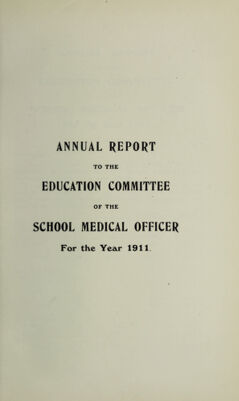 ANNUAL REPORT
TO THE
EDUCATION COMMITTEE
OF THE
SCHOOL MEDICAL OFFICER
For the Year 1911.